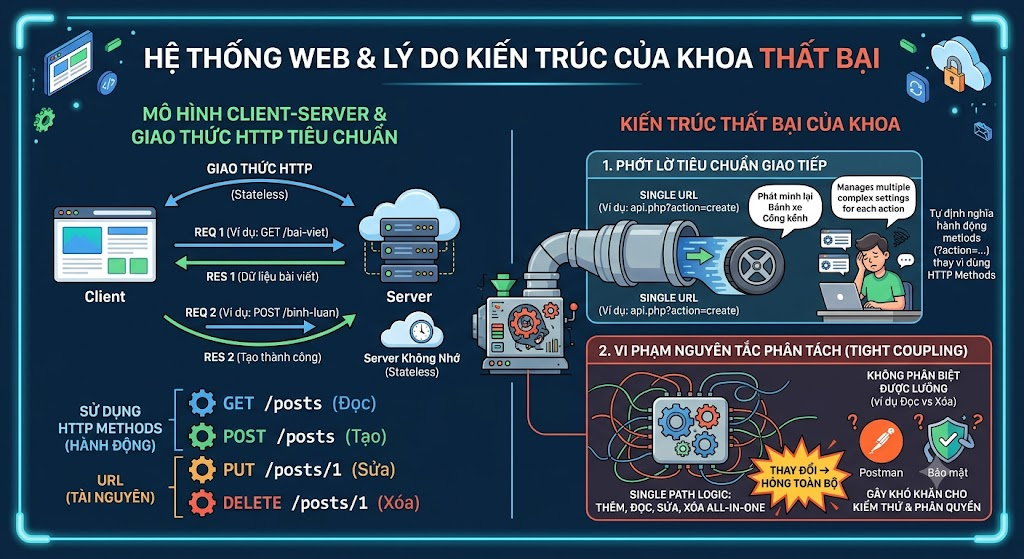 HỆ THỐNG WEB & LÝ DO KIẾN TRÚC CỦA KHOA THẤT BẠI
MÔ HÌNH CLIENT-SERVER &
GIAO THỨC HTTP TIÊU CHUẨN
GIAO THỨC HTTP
(Stateless)
REQ 1 (Ví dụ: GET /bai-viet)
RES 1 (Dữ liệu bài viết)
Client
Server
REQ 2 (Ví dụ: POST /binh-luan)
RES 2 (Tạo thành công)
Server Không Nhớ
(Stateless)
SỬ DỤNG
HTTP METHODS
(HÀNH ĐỘNG)
GET /posts (Đọc)
POST /posts (Tạo)
URL
(TÀI NGUYÊN)
PUT /posts/1 (Sửa)
DELETE /posts/1 (Xóa)
KIẾN TRÚC THẤT BẠI CỦA KHOA
1. PHỚT LỜ TIÊU CHUẨN GIAO TIẾP
SINGLE URL
(Ví dụ: api.php?action=create)
Phát minh lại
Bánh xe
Cồng kềnh
Manages multiple
complex settings
for each action
Tự định nghĩa
hành động
metiods
(?action=...)
thay vì dùng
HTTP Methods
SINGLE URL
(Ví dụ: api.php?action=create)
2. VI PHẠM NGUYÊN TẮC PHÂN TÁCH (TIGHT COUPLING)
KHÔNG PHÂN BIỆT
ĐƯỢC LƯỠNG
(ví dụ Đọc vs Xóa)
? ? ? ?
Postman
Bảo mật
THAY ĐỔI →
HỎNG TOÀN BỘ
SINGLE PATH LOGIC:
THÊM, ĐỌC, SỬA, XÓA ALL-IN-ONE
GÂY KHÓ KHĂN CHO
KIỂM THỬ & PHÂN QUYỀN